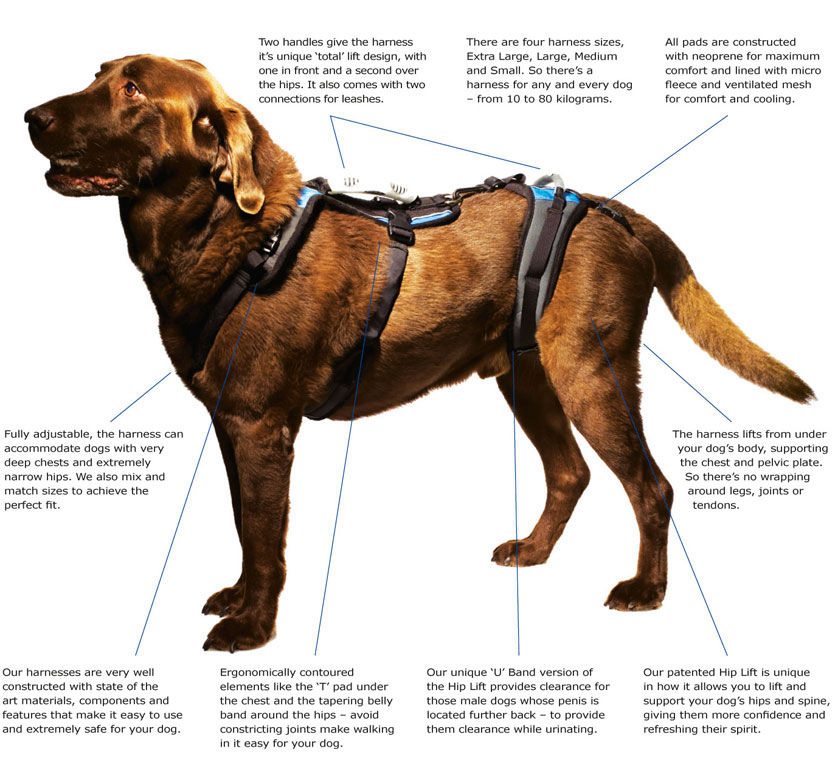 Two handles give the harness
it's unique 'total' lift design, with
one in front and a second over
the hips. It also comes with two
connections for leashes.
There are four harness sizes,
Extra Large, Large, Medium
and Small. So there's a
harness for any and every dog
– from 10 to 80 kilograms.
All pads are constructed
with neoprene for maximum
comfort and lined with micro
fleece and ventilated mesh
for comfort and cooling.
Fully adjustable, the harness can
accommodate dogs with very
deep chests and extremely
narrow hips. We also mix and
match sizes to achieve the
perfect fit.
The harness lifts from under
your dog's body, supporting
the chest and pelvic plate.
So there's no wrapping
around legs, joints or
tendons.
Our harnesses are very well
constructed with state of the
art materials, components and
features that make it easy to use
and extremely safe for your dog.
Ergonomically contoured
elements like the 'T' pad under
the chest and the tapering belly
band around the hips – avoid
constricting joints make walking
in it easy for your dog.
Our unique 'U' Band version of
the Hip Lift provides clearance for
those male dogs whose penis is
located further back – to provide
them clearance while urinating.
Our patented Hip Lift is unique
in how it allows you to lift and
support your dog's hips and spine,
giving them more confidence and
refreshing their spirit.